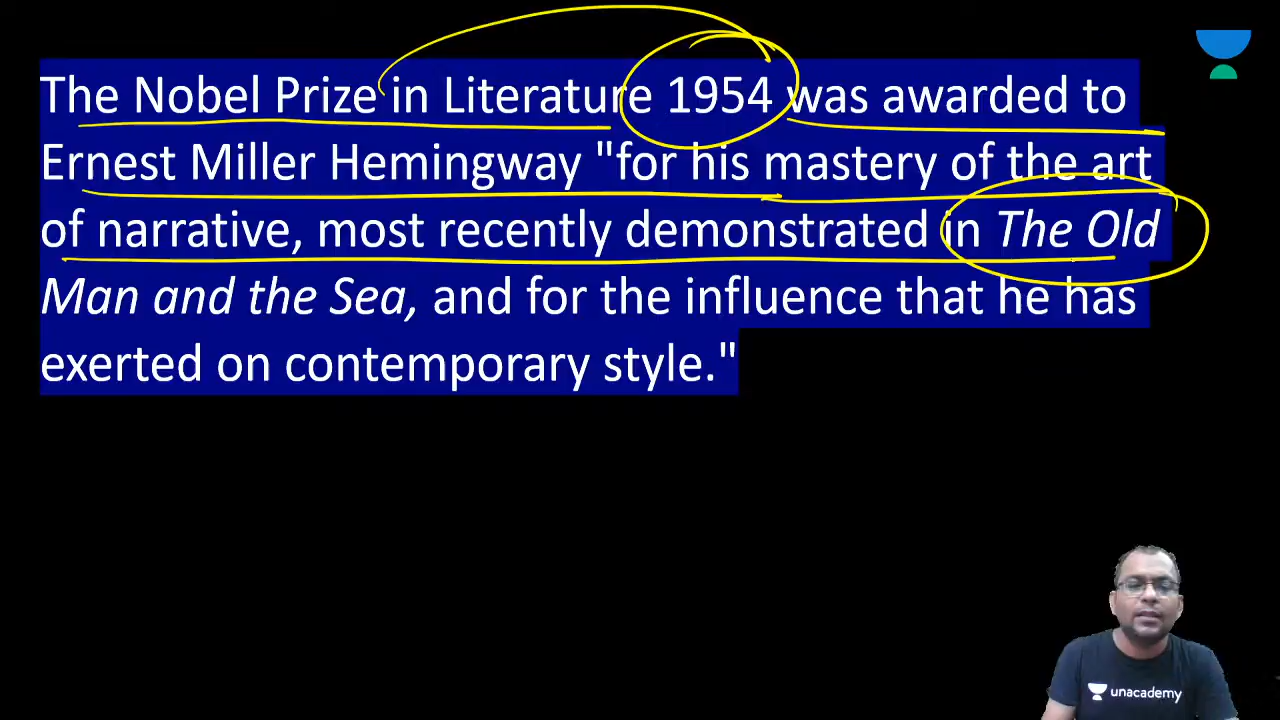 The Nobel Prize in Literature 1954 was awarded to
Ernest Miller Hemingway "for his mastery of the art
of narrative, most recently demonstrated in The Old
Man and the Sea, and for the influence that he has
exerted on contemporary style."
unacademy